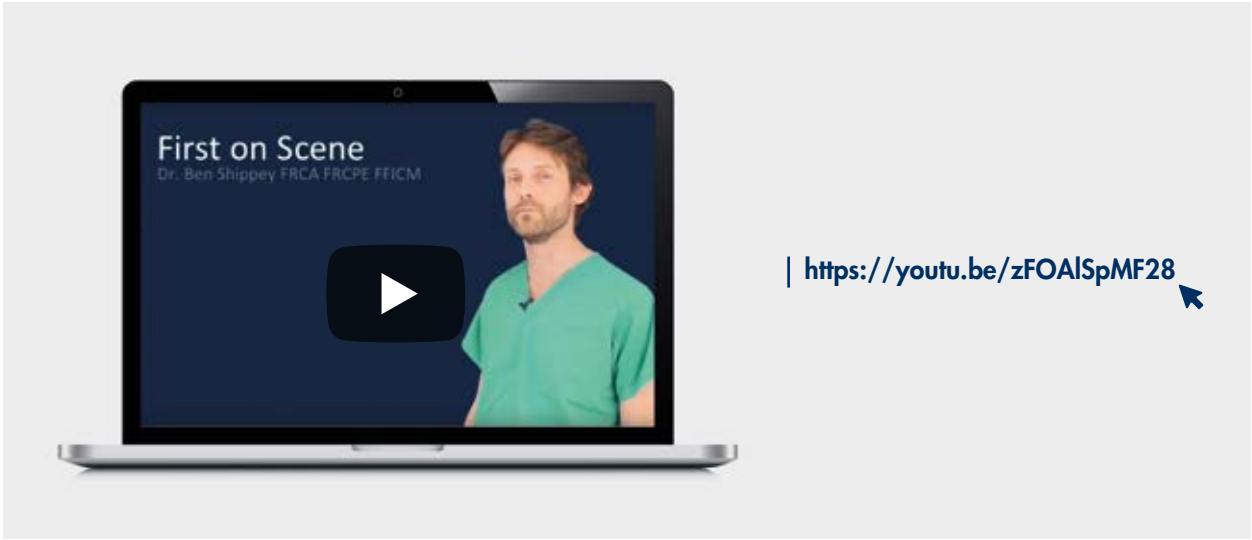 First on Scene
Dr. Ben Shippey FRCA FRCPE FFICM
| https://youtu.be/zFOAlSpMF28